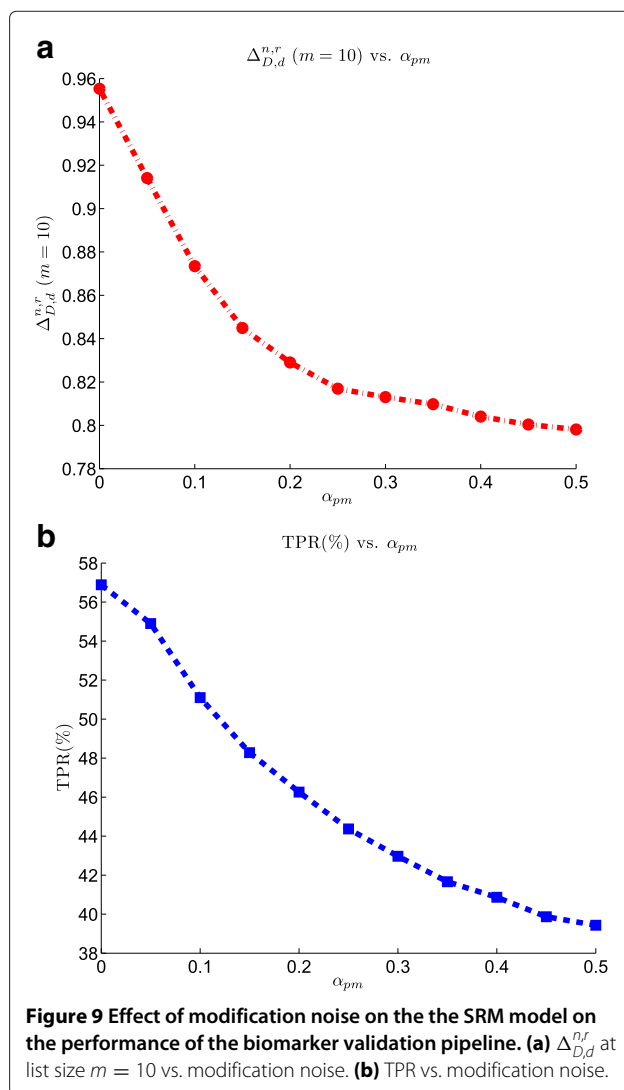 a
Δ_{D,d}^{n,r} (m = 10) vs. α_{pm}
0.96
0.94
0.92
0.9
0.88
0.86
0.84
0.82
0.8
0.78
Δ_{D,d}^{n,r} (m = 10)
0 0.1 0.2 0.3 0.4 0.5
α_{pm}
b
TPR(%) vs. α_{pm}
58
56
54
52
50
48
46
44
42
40
38
TPR(%)
0 0.1 0.2 0.3 0.4 0.5
α_{pm}
Figure 9 Effect of modification noise on the the SRM model on
the performance of the biomarker validation pipeline. (a) Δ_{D,d}^{n,r} at
list size m = 10 vs. modification noise. (b) TPR vs. modification noise.